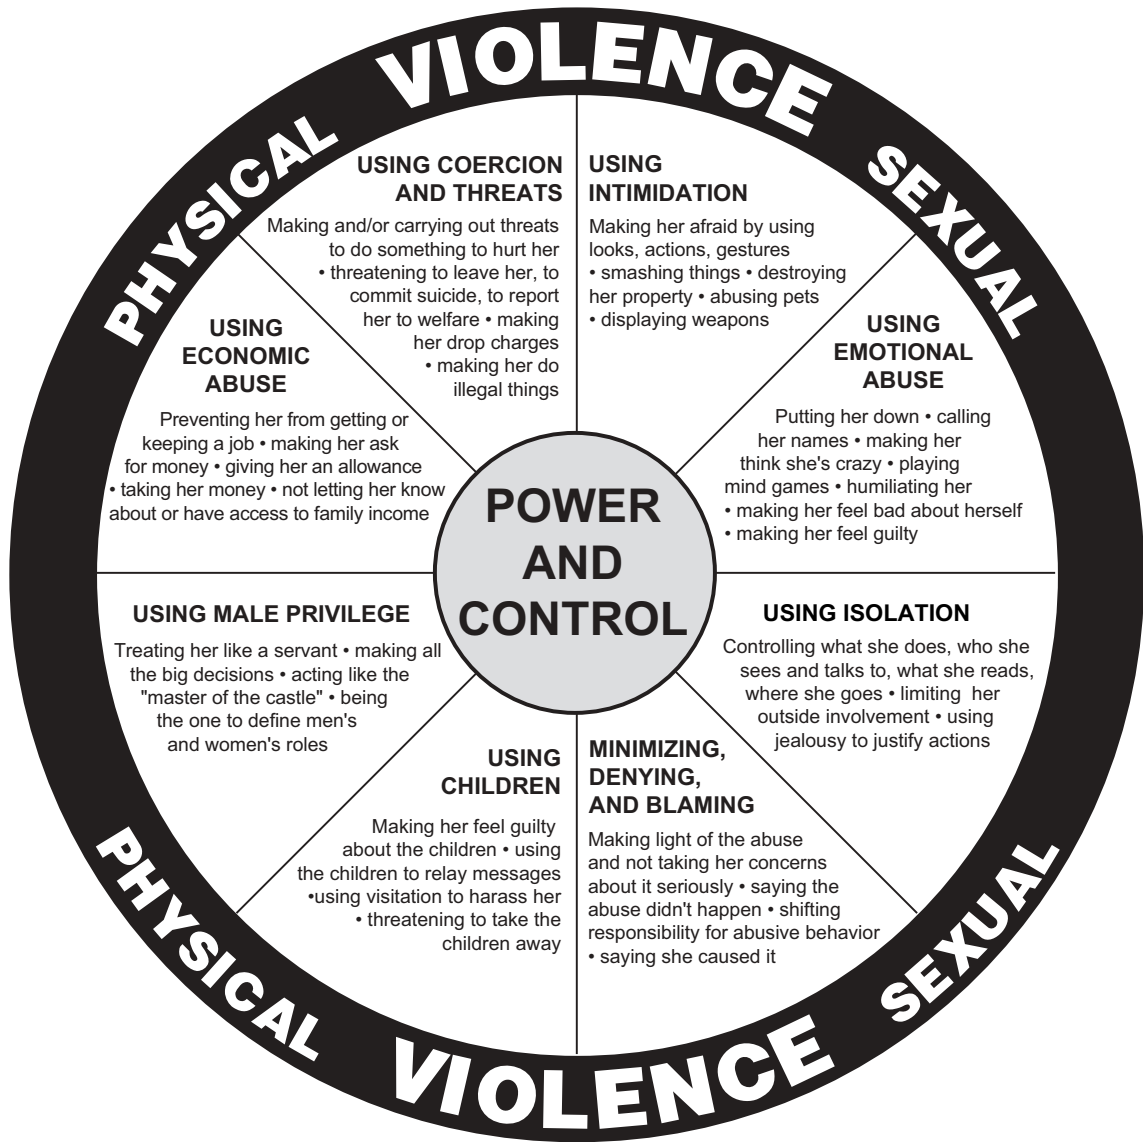 PHYSICAL VIOLENCE SEXUAL
USING COERCION
AND THREATS
Making and/or carrying out threats
to do something to hurt her
• threatening to leave her, to
commit suicide, to report
her to welfare • making
her drop charges
• making her do
illegal things
USING
INTIMIDATION
Making her afraid by using
looks, actions, gestures
• smashing things • destroying
her property • abusing pets
• displaying weapons
USING
EMOTIONAL
ABUSE
Putting her down • calling
her names • making her
think she's crazy • playing
mind games • humiliating her
• making her feel bad about herself
• making her feel guilty
USING ISOLATION
Controlling what she does, who she
sees and talks to, what she reads,
where she goes • limiting her
outside involvement • using
jealousy to justify actions
MINIMIZING,
DENYING,
AND BLAMING
Making light of the abuse
and not taking her concerns
about it seriously • saying the
abuse didn't happen • shifting
responsibility for abusive behavior
• saying she caused it
USING
CHILDREN
Making her feel guilty
about the children • using
the children to relay messages
•using visitation to harass her
• threatening to take the
children away
USING MALE PRIVILEGE
Treating her like a servant • making all
the big decisions • acting like the
"master of the castle" • being
the one to define men's
and women's roles
USING
ECONOMIC
ABUSE
Preventing her from getting or
keeping a job • making her ask
for money • giving her an allowance
• taking her money • not letting her know
about or have access to family income
POWER
AND
CONTROL
PHYSICAL VIOLENCE SEXUAL